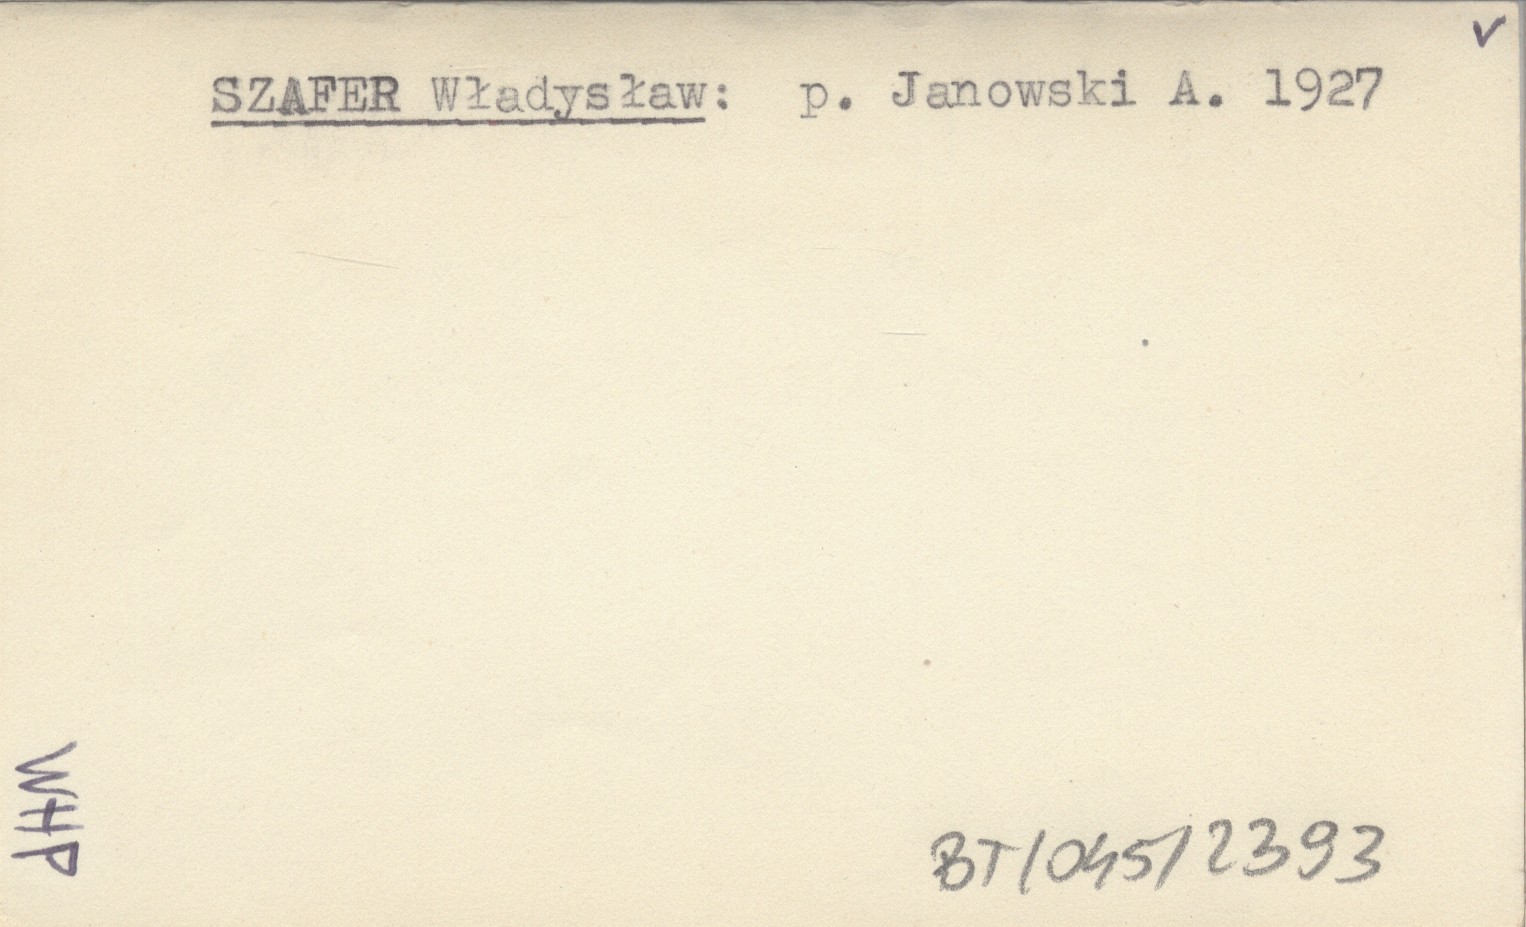 v
SZAFER Władysław: p. Janowski A. 1927
WHP
BT/045/2393